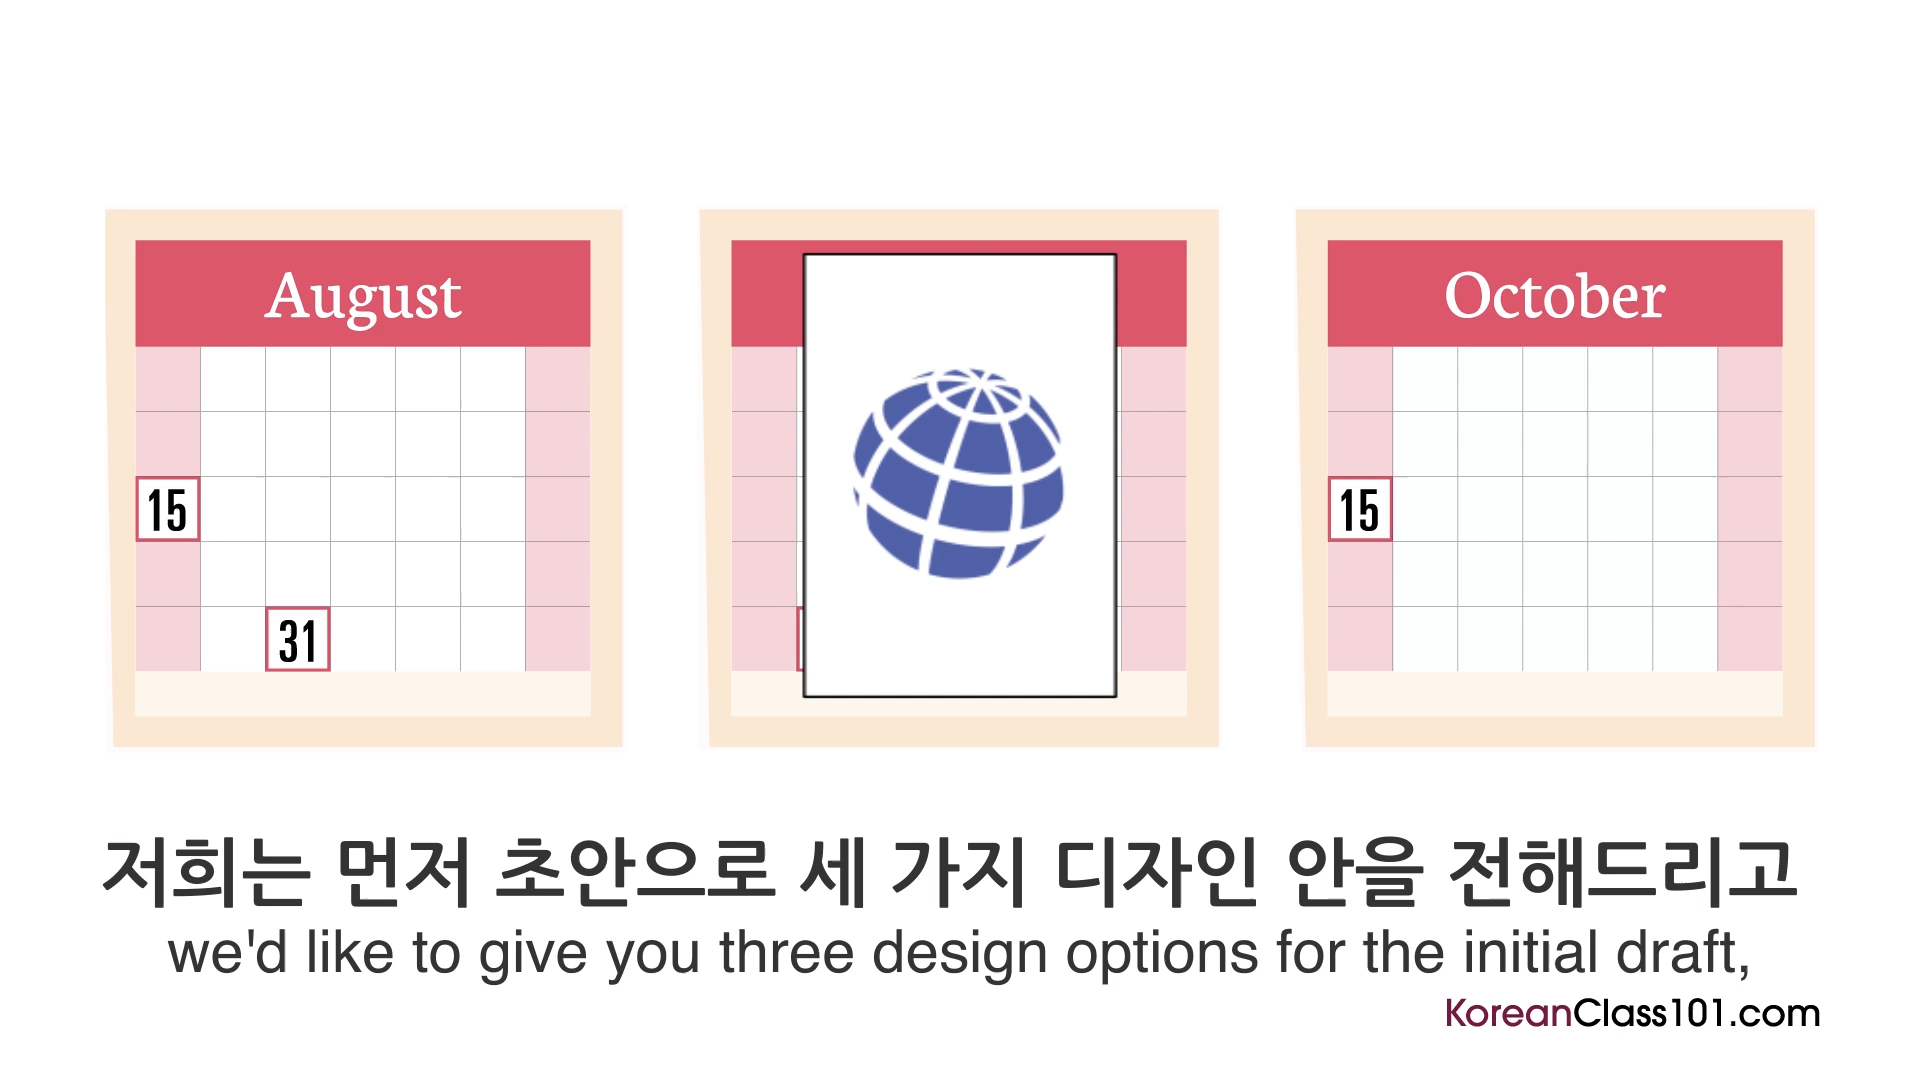 August
October
15
15
31
저희는 먼저 초안으로 세 가지 디자인 안을 전해드리고
we'd like to give you three design options for the initial draft,
KoreanClass101.com